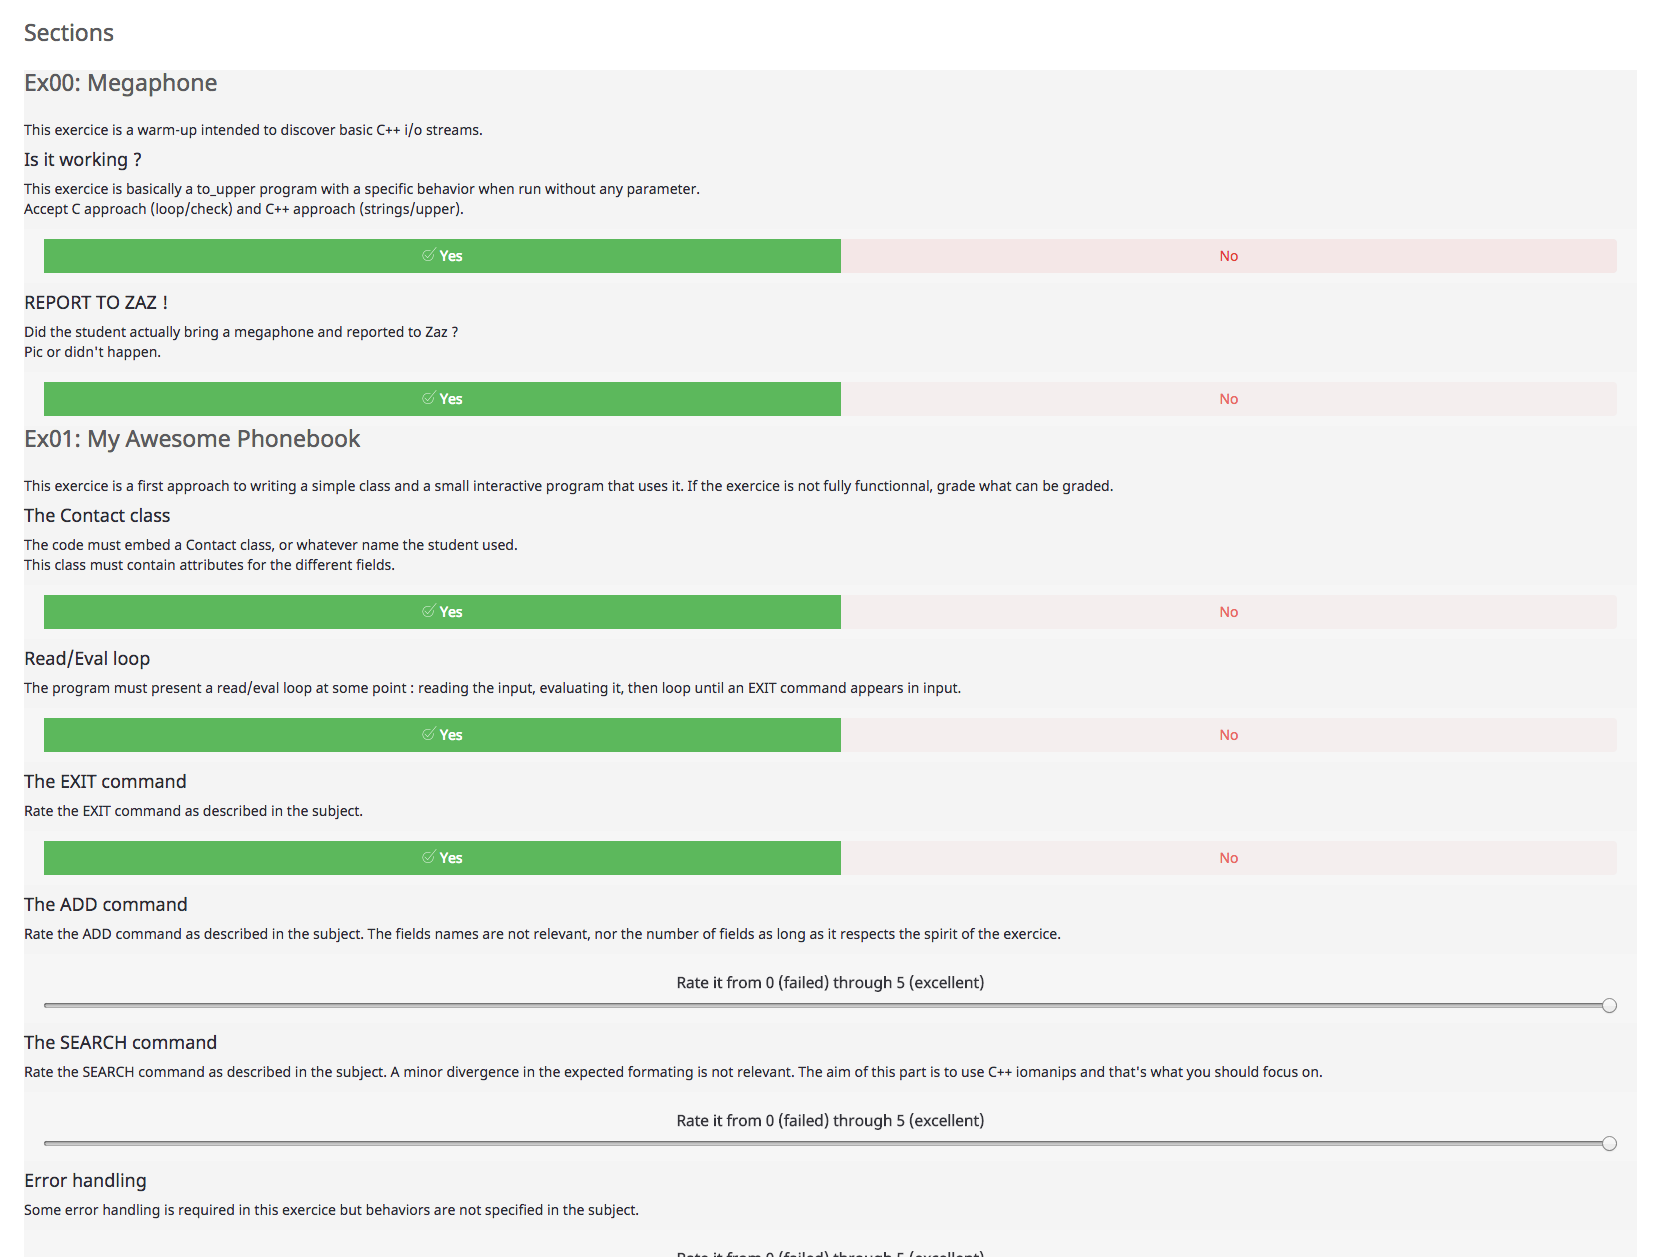 Sections
Ex00: Megaphone
This exercice is a warm-up intended to discover basic C++ i/o streams.
Is it working ?
This exercice is basically a to_upper program with a specific behavior when run without any parameter.
Accept C approach (loop/check) and C++ approach (strings/upper).
Yes
No
REPORT TO ZAZ !
Did the student actually bring a megaphone and reported to Zaz ?
Pic or didn't happen.
Yes
No
Ex01: My Awesome Phonebook
This exercice is a first approach to writing a simple class and a small interactive program that uses it. If the exercice is not fully functionnal, grade what can be graded.
The Contact class
The code must embed a Contact class, or whatever name the student used.
This class must contain attributes for the different fields.
Yes
No
Read/Eval loop
The program must present a read/eval loop at some point : reading the input, evaluating it, then loop until an EXIT command appears in input.
Yes
No
The EXIT command
Rate the EXIT command as described in the subject.
Yes
No
The ADD command
Rate the ADD command as described in the subject. The fields names are not relevant, nor the number of fields as long as it respects the spirit of the exercice.
Rate it from 0 (failed) through 5 (excellent)
The SEARCH command
Rate the SEARCH command as described in the subject. A minor divergence in the expected formating is not relevant. The aim of this part is to use C++ iomanips and that's what you should focus on.
Rate it from 0 (failed) through 5 (excellent)
Error handling
Some error handling is required in this exercice but behaviors are not specified in the subject.
Rate it from 0 (failed) through 5 (excellent)